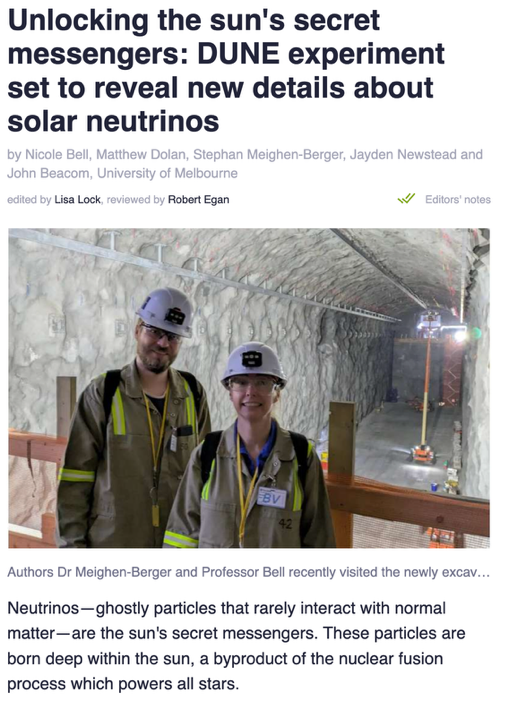 Unlocking the sun's secret
messengers: DUNE experiment
set to reveal new details about
solar neutrinos
by Nicole Bell, Matthew Dolan, Stephan Meighen-Berger, Jayden Newstead and
John Beacom, University of Melbourne
edited by Lisa Lock, reviewed by Robert Egan
Editors' notes
BV
42
Authors Dr Meighen-Berger and Professor Bell recently visited the newly excav...
Neutrinos—ghostly particles that rarely interact with normal
matter—are the sun's secret messengers. These particles are
born deep within the sun, a byproduct of the nuclear fusion
process which powers all stars.